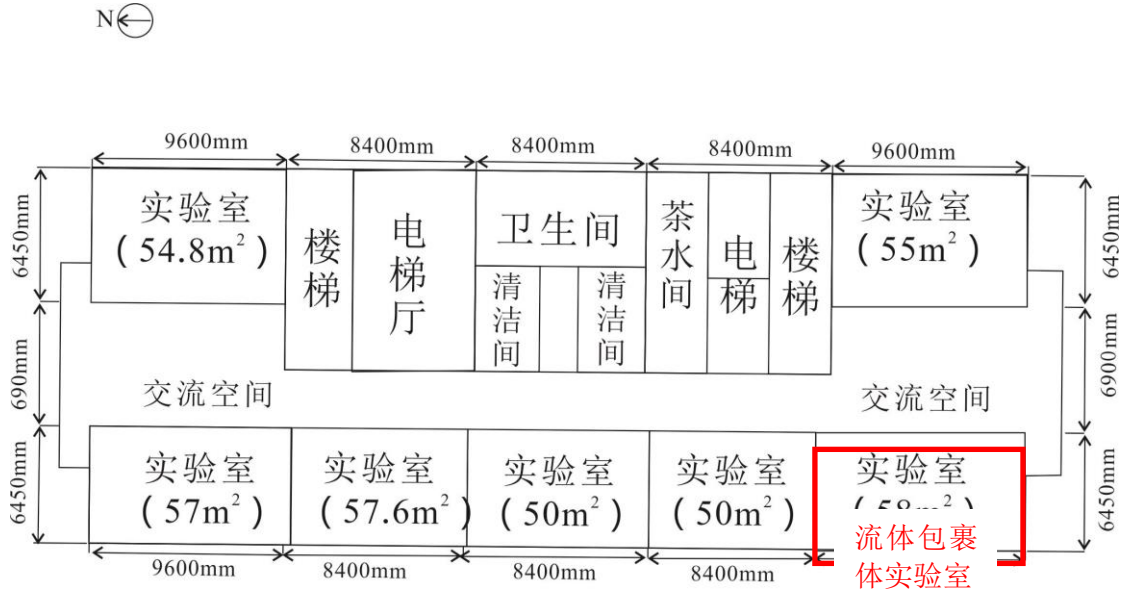 N
9600mm
8400mm
8400mm
8400mm
9600mm
6450mm
6900mm
6450mm
690mm
6450mm
6450mm
实验室
(54.8m²)
楼梯
电梯厅
卫生间
清洁间
清洁间
茶水间
电梯
楼梯
实验室
(55m²)
交流空间
交流空间
实验室
(57m²)
实验室
(57.6m²)
实验室
(50m²)
实验室
(50m²)
实验室
流体包裹
体实验室
9600mm
8400mm
8400mm
8400mm